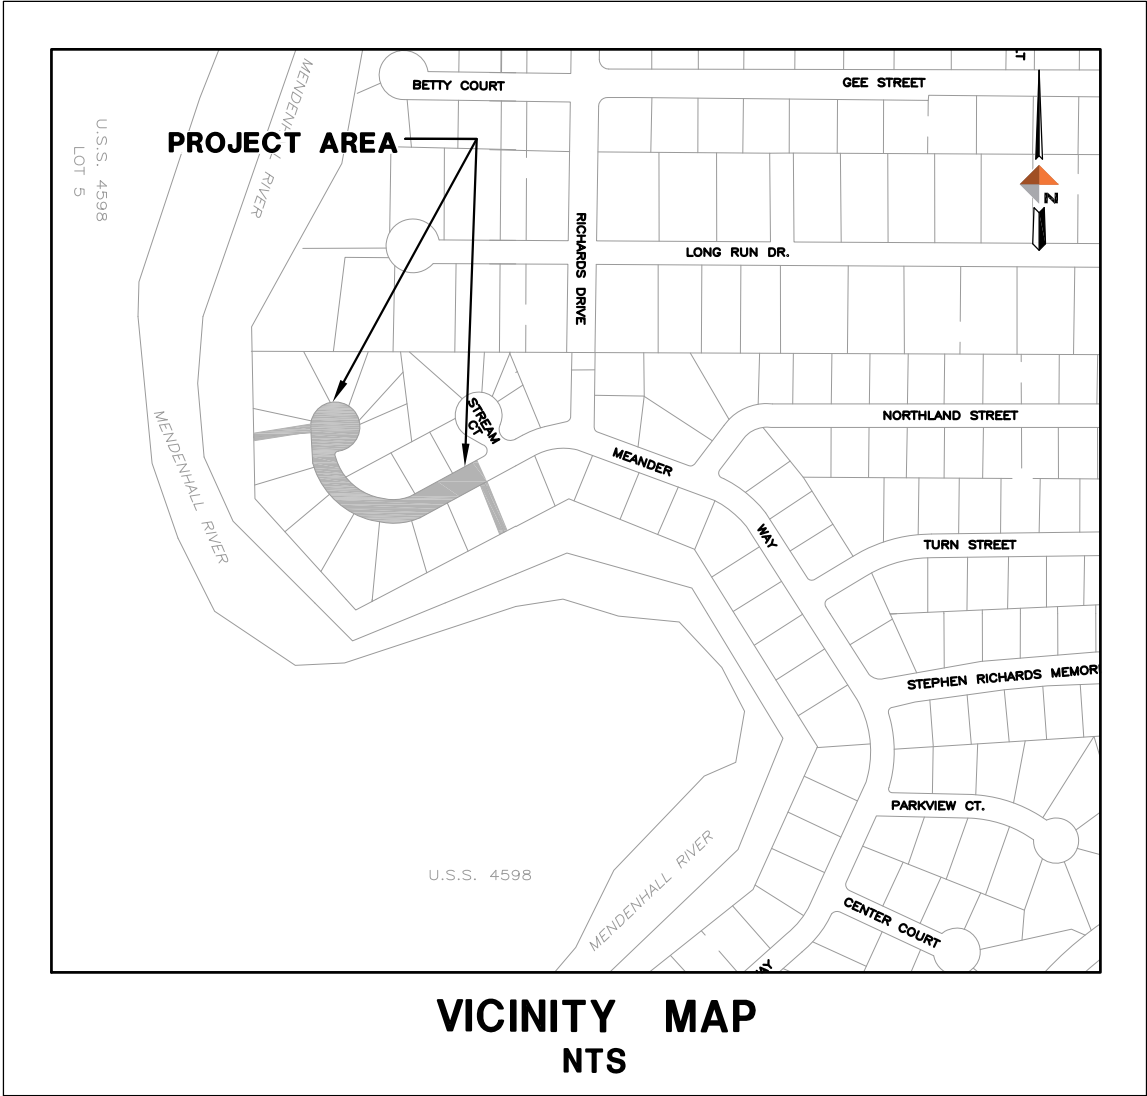 MENDENHALL RIVER
BETTY COURT
GEE STREET
U.S.S. 4598
LOT 5
PROJECT AREA
N
RICHARDS DRIVE
LONG RUN DR.
STREAM
CT
NORTHLAND STREET
MENDENHALL RIVER
MEANDER
WAY
TURN STREET
STEPHEN RICHARDS MEMOR
PARKVIEW CT.
U.S.S. 4598
MENDENHALL RIVER
CENTER COURT
AY
VICINITY MAP
NTS